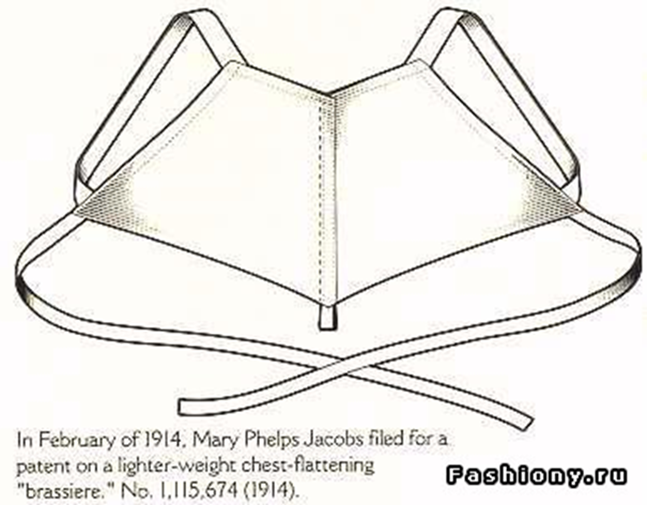 In February of 1914, Mary Phelps Jacobs filed for a
patent on a lighter-weight chest-flattening
"brassiere." No. 1,115,674 (1914).
Fashiony.ru